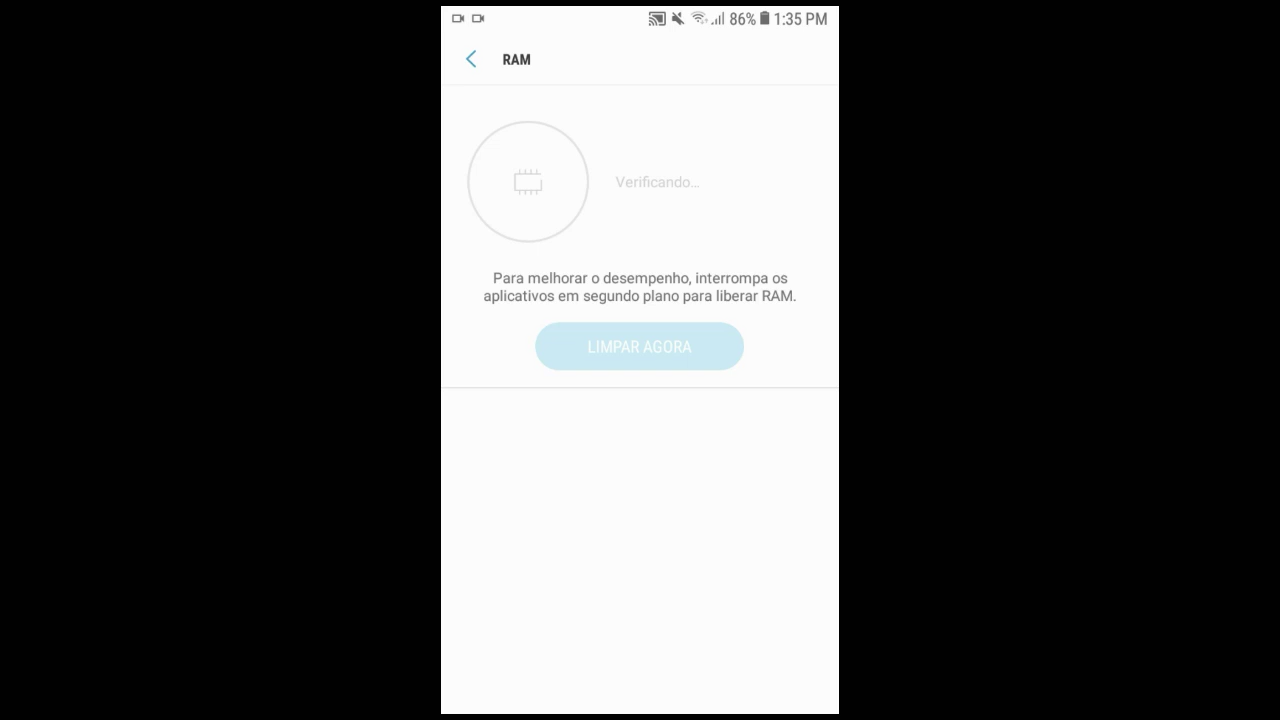 86% 1:35 PM
RAM
Verificando...
Para melhorar o desempenho, interrompa os
aplicativos em segundo plano para liberar RAM.
LIMPAR AGORA